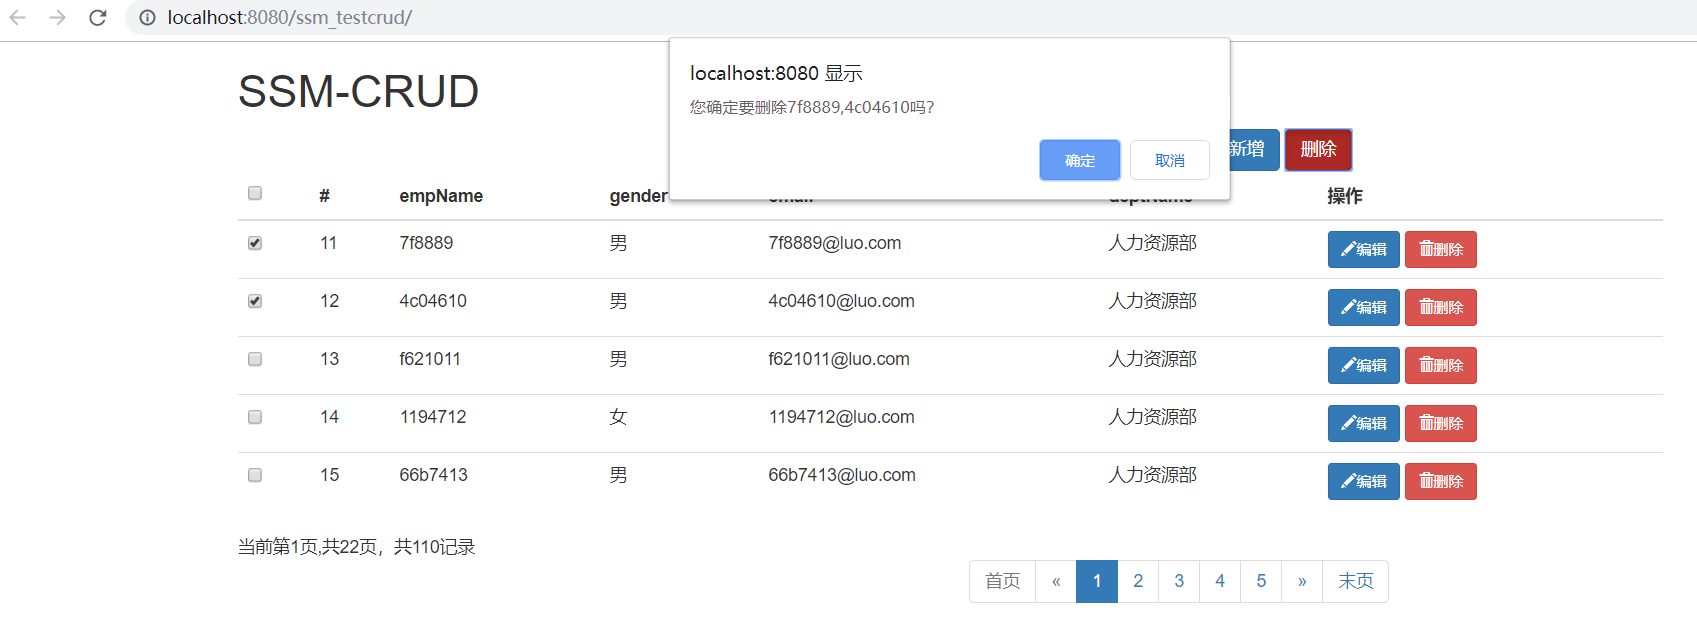 localhost:8080/ssm_testcrud/
localhost:8080 显示
您确定要删除7f8889,4c04610吗?
确定 取消
SSM-CRUD
新增 删除
# empName gender email deptName 操作
11 7f8889 男 7f8889@luo.com 人力资源部 编辑 删除
12 4c04610 男 4c04610@luo.com 人力资源部 编辑 删除
13 f621011 男 f621011@luo.com 人力资源部 编辑 删除
14 1194712 女 1194712@luo.com 人力资源部 编辑 删除
15 66b7413 男 66b7413@luo.com 人力资源部 编辑 删除
当前第1页,共22页，共110记录
首页 « 1 2 3 4 5 » 末页